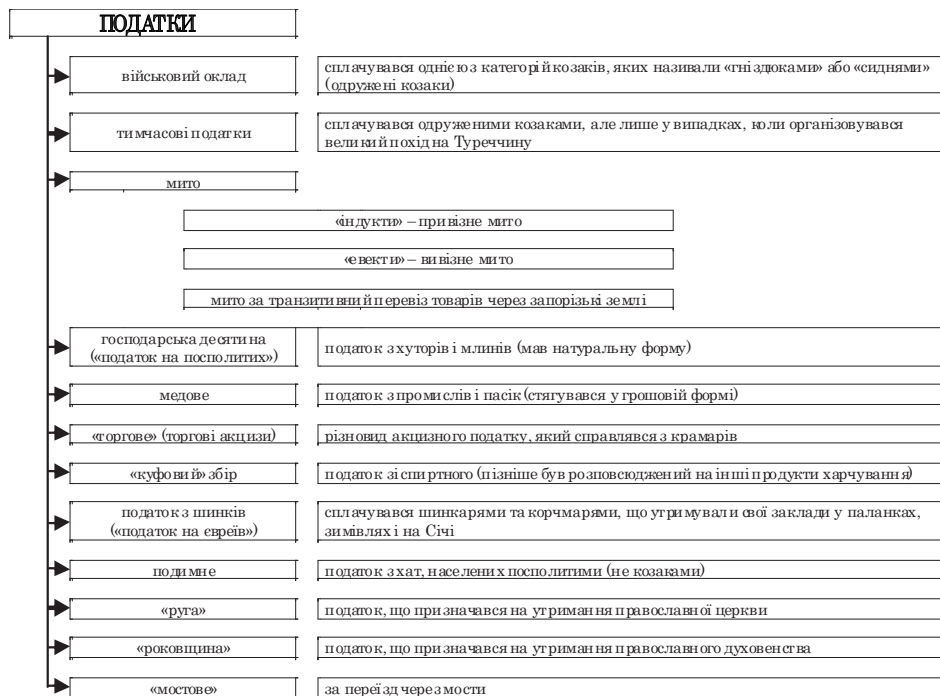 ПОДАТКИ
військовий оклад
сплачувався однією з категорій козаків, яких називали «гніздюками» або «сиднями»
(одружені козаки)
тимчасові податки
сплачувався одруженими козаками, але лише у випадках, коли організовувався
великий похід на Туреччину
мито
«індукти» – привізне мито
«евекти» – вивізне мито
мито за транзитивний перевіз товарів через запорізькі землі
господарська десятина
(«податок на посполитих»)
податок з хуторів і млинів (мав натуральну форму)
медове
податок з промислів і пасік (стягувався у грошовій формі)
«торгове» (торгові акцизи)
різновид акцизного податку, який справлявся з крамарів
«куфовий» збір
податок зі спиртного (пізніше був розповсюджений на інші продукти харчування)
податок з шинків
(«податок на євреїв»)
сплачувався шинкарями та корчмарями, що утримували свої заклади у паланках,
зимівлях і на Січі
подимне
податок з хат, населених посполитими (не козаками)
«руга»
податок, що призначався на утримання православної церкви
«роковщина»
податок, що призначався на утримання православного духовенства
«мостове»
за переїзд через мости